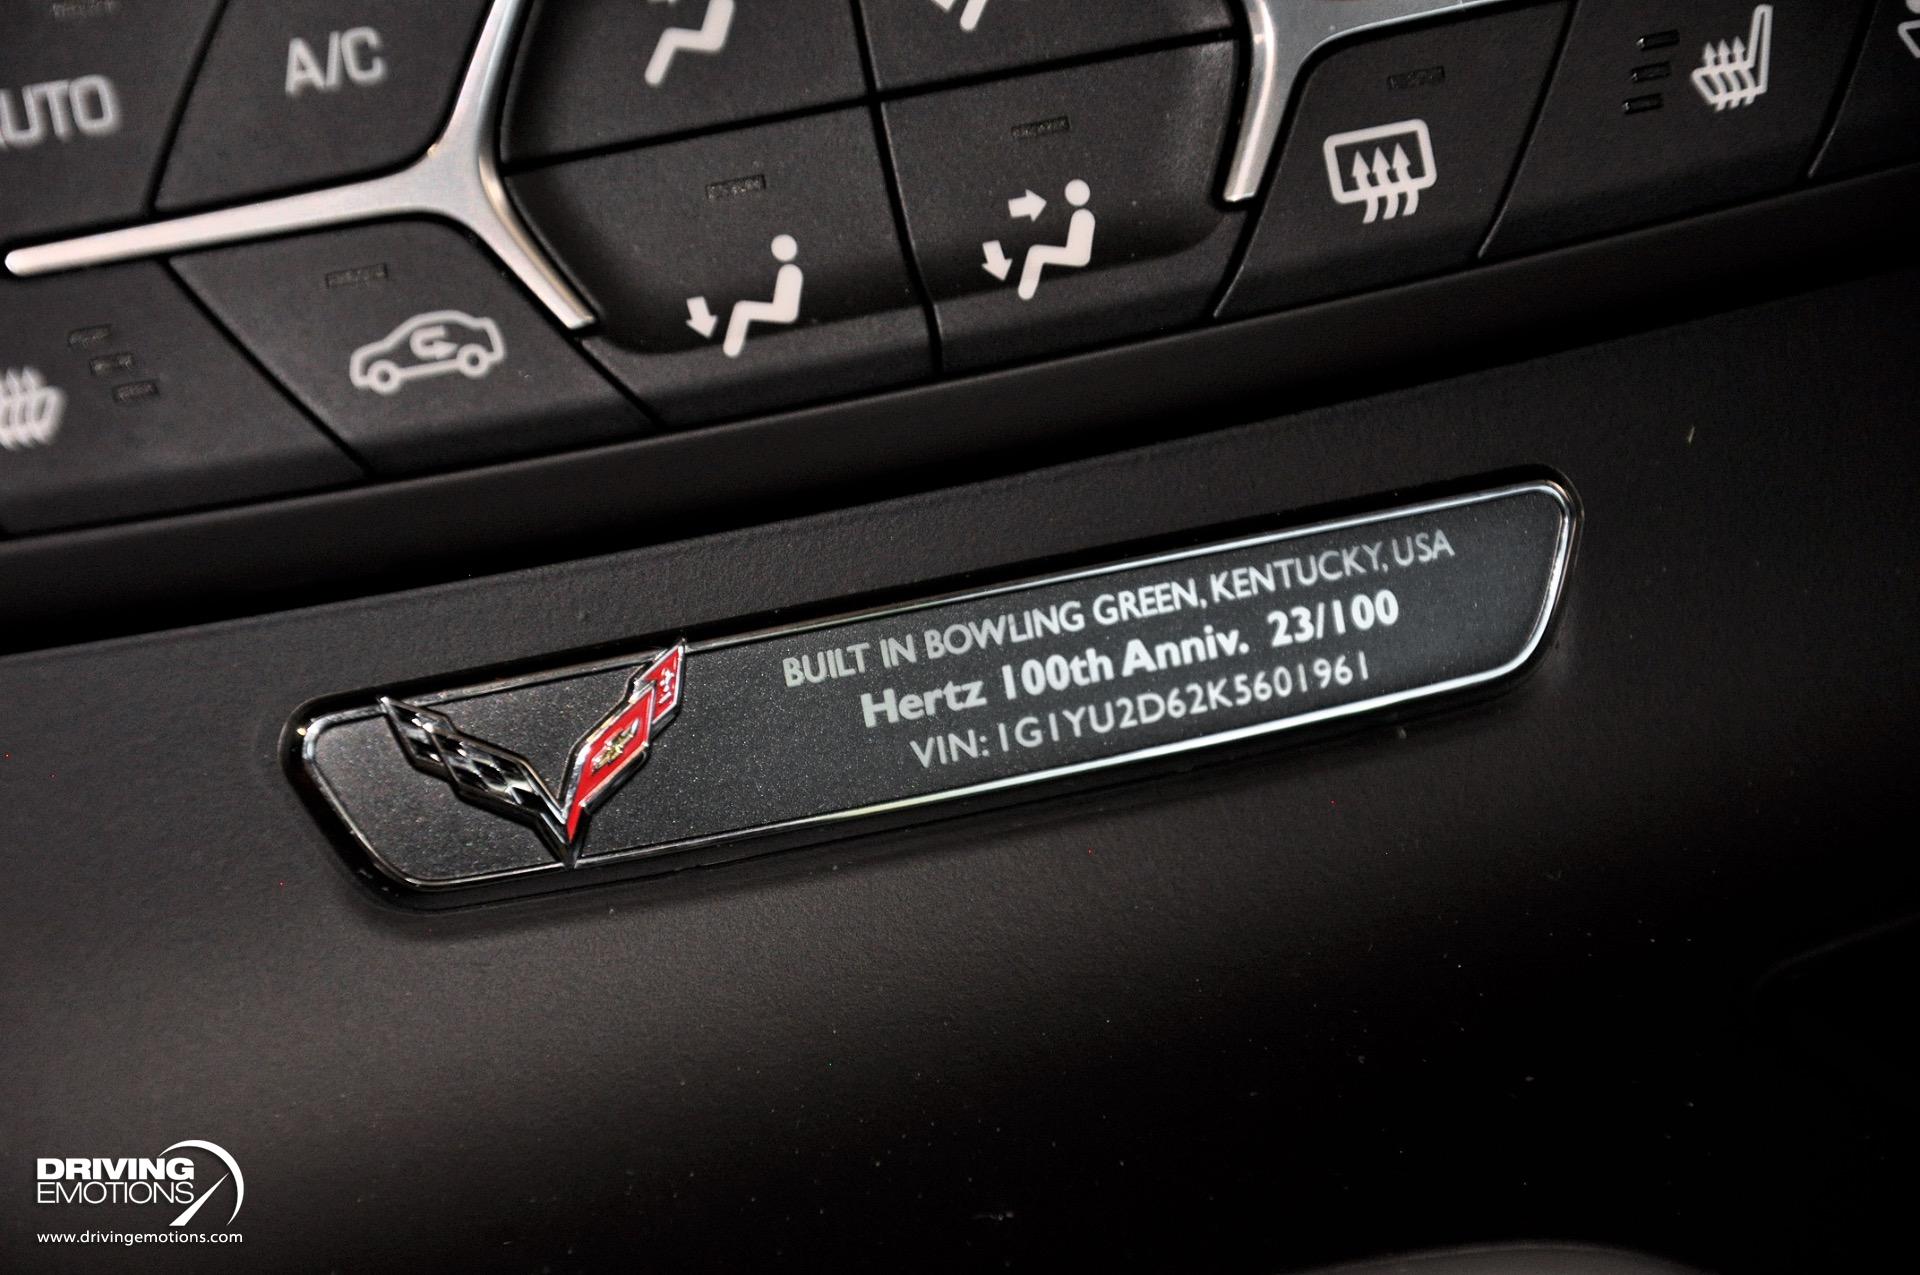 A/C
AUTO
BUILT IN BOWLING GREEN, KENTUCKY, USA
Hertz 100th Anniv. 23/100
VIN: 1G1YU2D62K5601961
DRIVING
EMOTIONS
www.drivingemotions.com